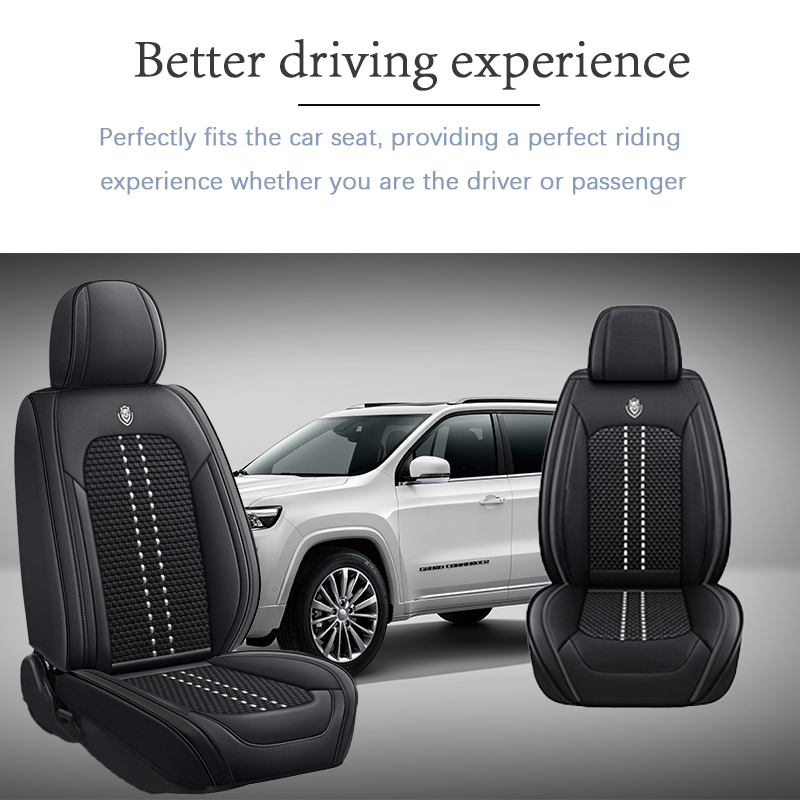 Better driving experience
Perfectly fits the car seat, providing a perfect riding
experience whether you are the driver or passenger